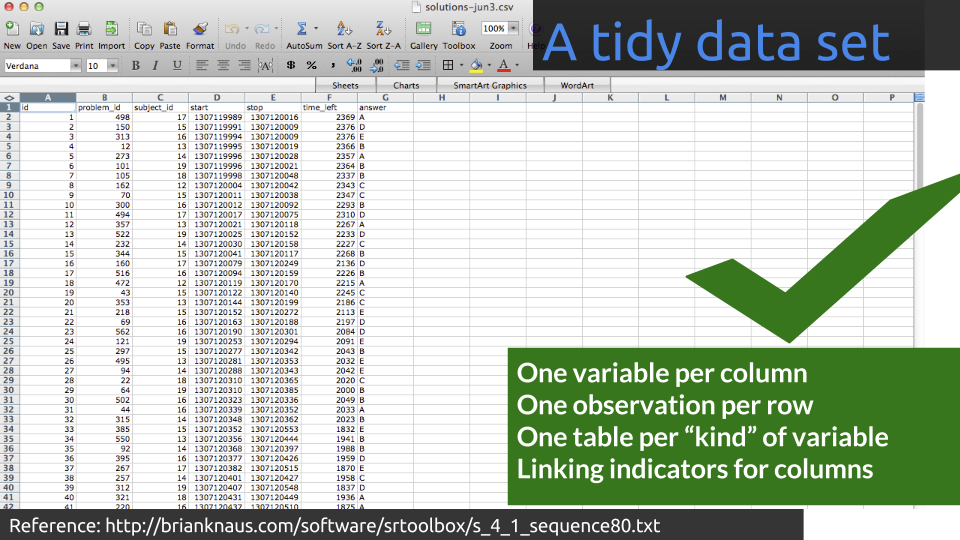 solutions-jun3.csv
A tidy data set
New Open Save Print Import Copy Paste Format Undo Redo AutoSum Sort A-Z Sort Z-A Gallery Toolbox Zoom
100%
Verdana 10 B I U
Sheets Charts SmartArt Graphics WordArt
A B C D E F G H I J K L M N O P
1 id problem_id subject_id start stop time_left answer
2 1 498 17 1307119989 1307120016 2369 A
3 2 150 15 1307119991 1307120009 2376 D
4 3 313 16 1307119994 1307120009 2376 E
5 4 12 13 1307119995 1307120019 2366 B
6 5 273 14 1307119996 1307120028 2357 A
7 6 101 19 1307119996 1307120021 2364 B
8 7 105 18 1307119998 1307120048 2337 B
9 8 162 12 1307120004 1307120042 2343 C
10 9 70 15 1307120011 1307120038 2347 C
11 10 300 16 1307120012 1307120092 2293 B
12 11 494 17 1307120017 1307120075 2310 D
13 12 357 13 1307120021 1307120118 2267 A
14 13 522 19 1307120025 1307120152 2233 D
15 14 232 14 1307120030 1307120158 2227 C
16 15 344 15 1307120041 1307120117 2268 B
17 16 160 17 1307120079 1307120249 2136 D
18 17 516 16 1307120094 1307120159 2226 B
19 18 472 12 1307120119 1307120170 2215 A
20 19 43 15 1307120122 1307120140 2245 C
21 20 353 13 1307120144 1307120199 2186 C
22 21 218 15 1307120152 1307120272 2113 E
23 22 69 16 1307120163 1307120188 2197 D
24 23 562 16 1307120190 1307120301 2084 D
25 24 121 19 1307120253 1307120294 2091 E
26 25 297 15 1307120277 1307120342 2043 B
27 26 495 13 1307120281 1307120353 2032 E
28 27 94 14 1307120288 1307120343 2042 E
29 28 22 18 1307120310 1307120365 2020 C
30 29 64 19 1307120310 1307120385 2000 B
31 30 502 16 1307120323 1307120336 2049 B
32 31 44 16 1307120339 1307120352 2033 A
33 32 315 14 1307120348 1307120362 2023 B
34 33 385 15 1307120352 1307120553 1832 E
35 34 550 13 1307120356 1307120444 1941 B
36 35 92 14 1307120368 1307120397 1988 C
37 36 395 16 1307120377 1307120426 1959 D
38 37 267 17 1307120382 1307120515 1870 E
39 38 257 14 1307120401 1307120427 1958 C
40 39 312 19 1307120407 1307120548 1837 D
41 40 321 18 1307120431 1307120449 1936 A
42 41 220 16 1307120437 1307120510 1875 A
One variable per column
One observation per row
One table per “kind” of variable
Linking indicators for columns
Reference: http://brianknaus.com/software/srtoolbox/s_4_1_sequence80.txt